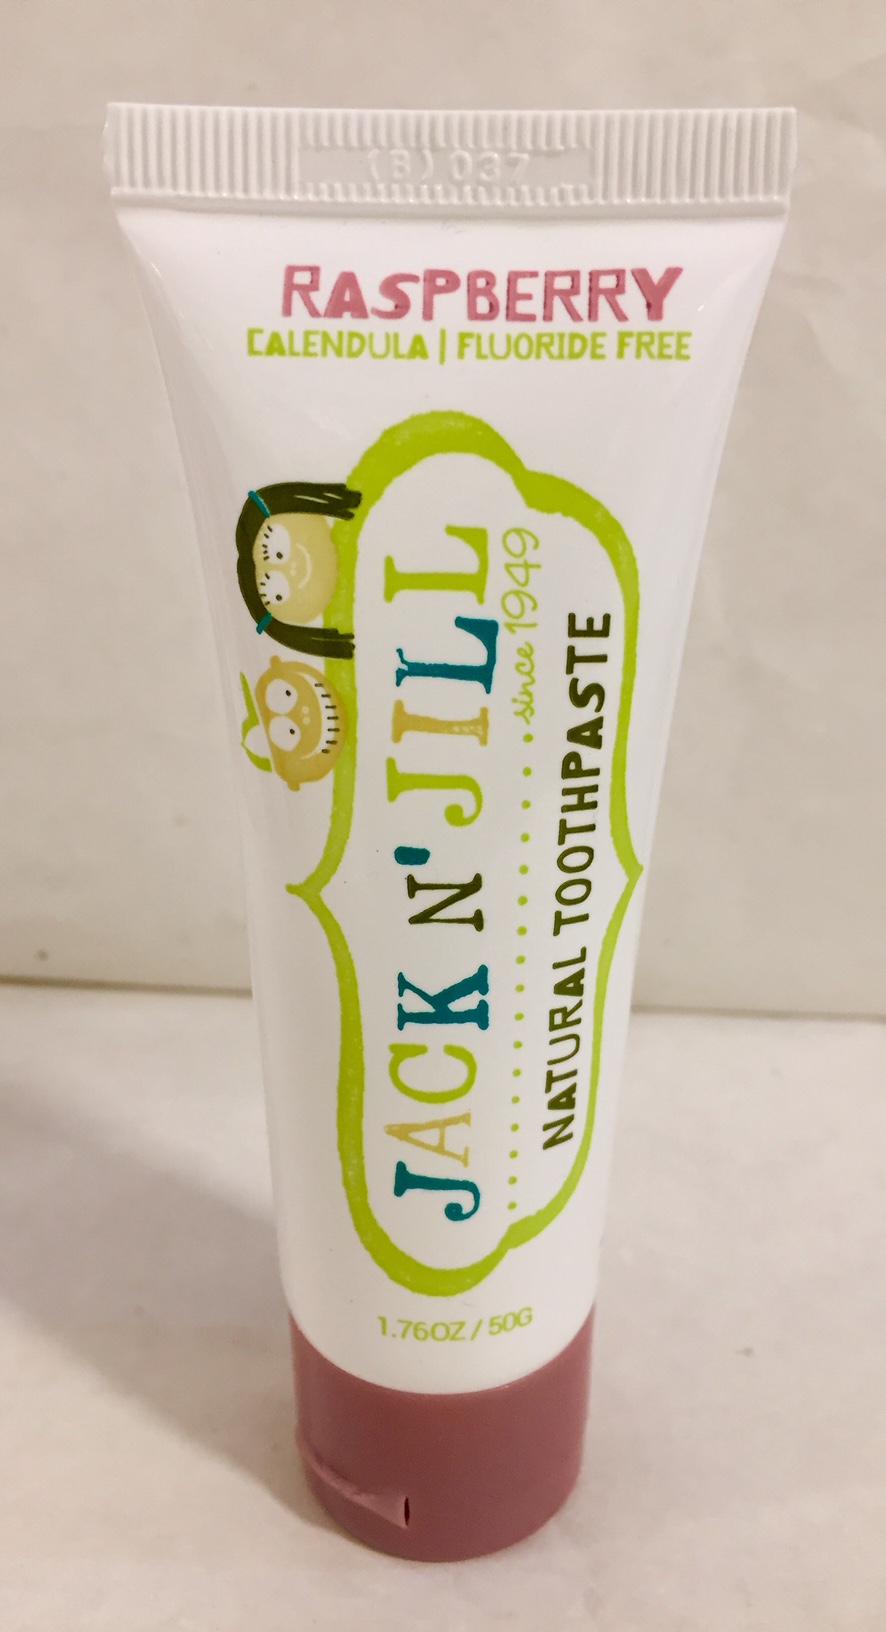 (B) 037
RASPBERRY
CALENDULA | FLUORIDE FREE
JACK N' JILL
since 1949
NATURAL TOOTHPASTE
1.76OZ / 50G